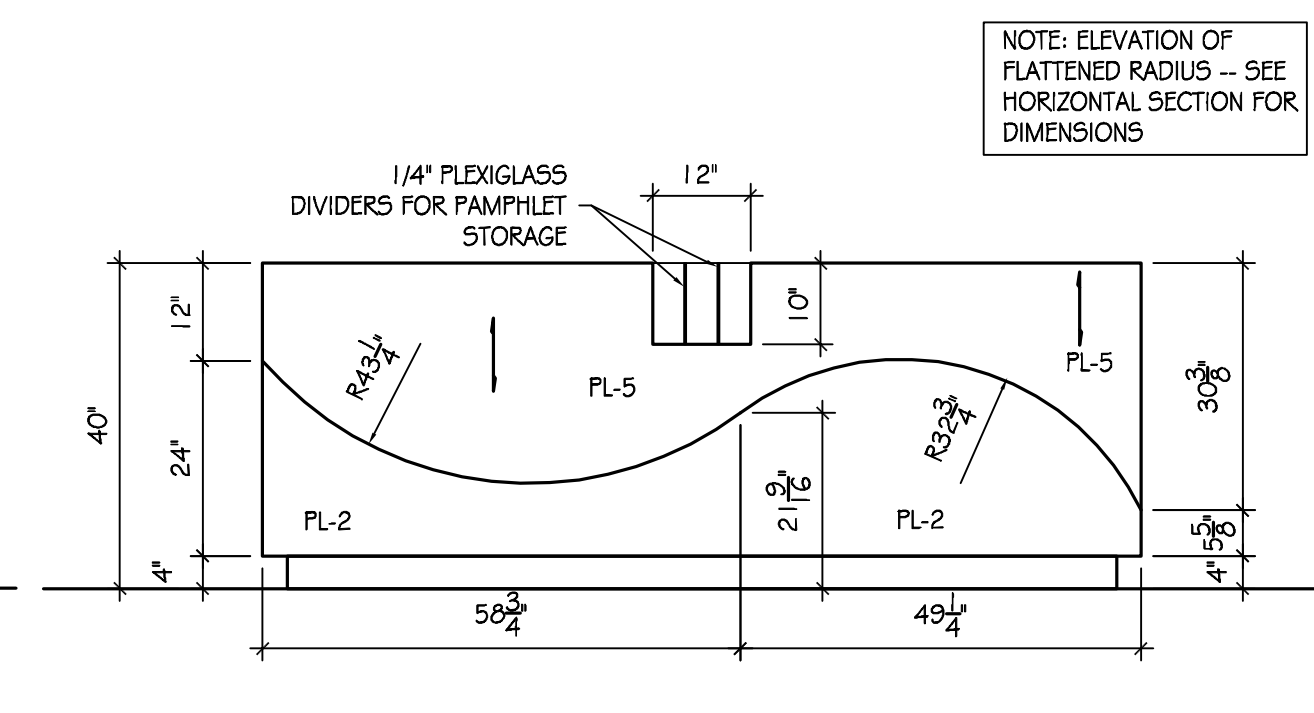 NOTE: ELEVATION OF
FLATTENED RADIUS -- SEE
HORIZONTAL SECTION FOR
DIMENSIONS
1/4" PLEXIGLASS
DIVIDERS FOR PAMPHLET
STORAGE
12"
12"
10"
R43 1/4
PL-5
PL-5
30 3/8"
40"
24"
R32 3/4"
21 9/16"
PL-2
PL-2
5 5/8"
4"
4"
58 3/4"
49 1/4"